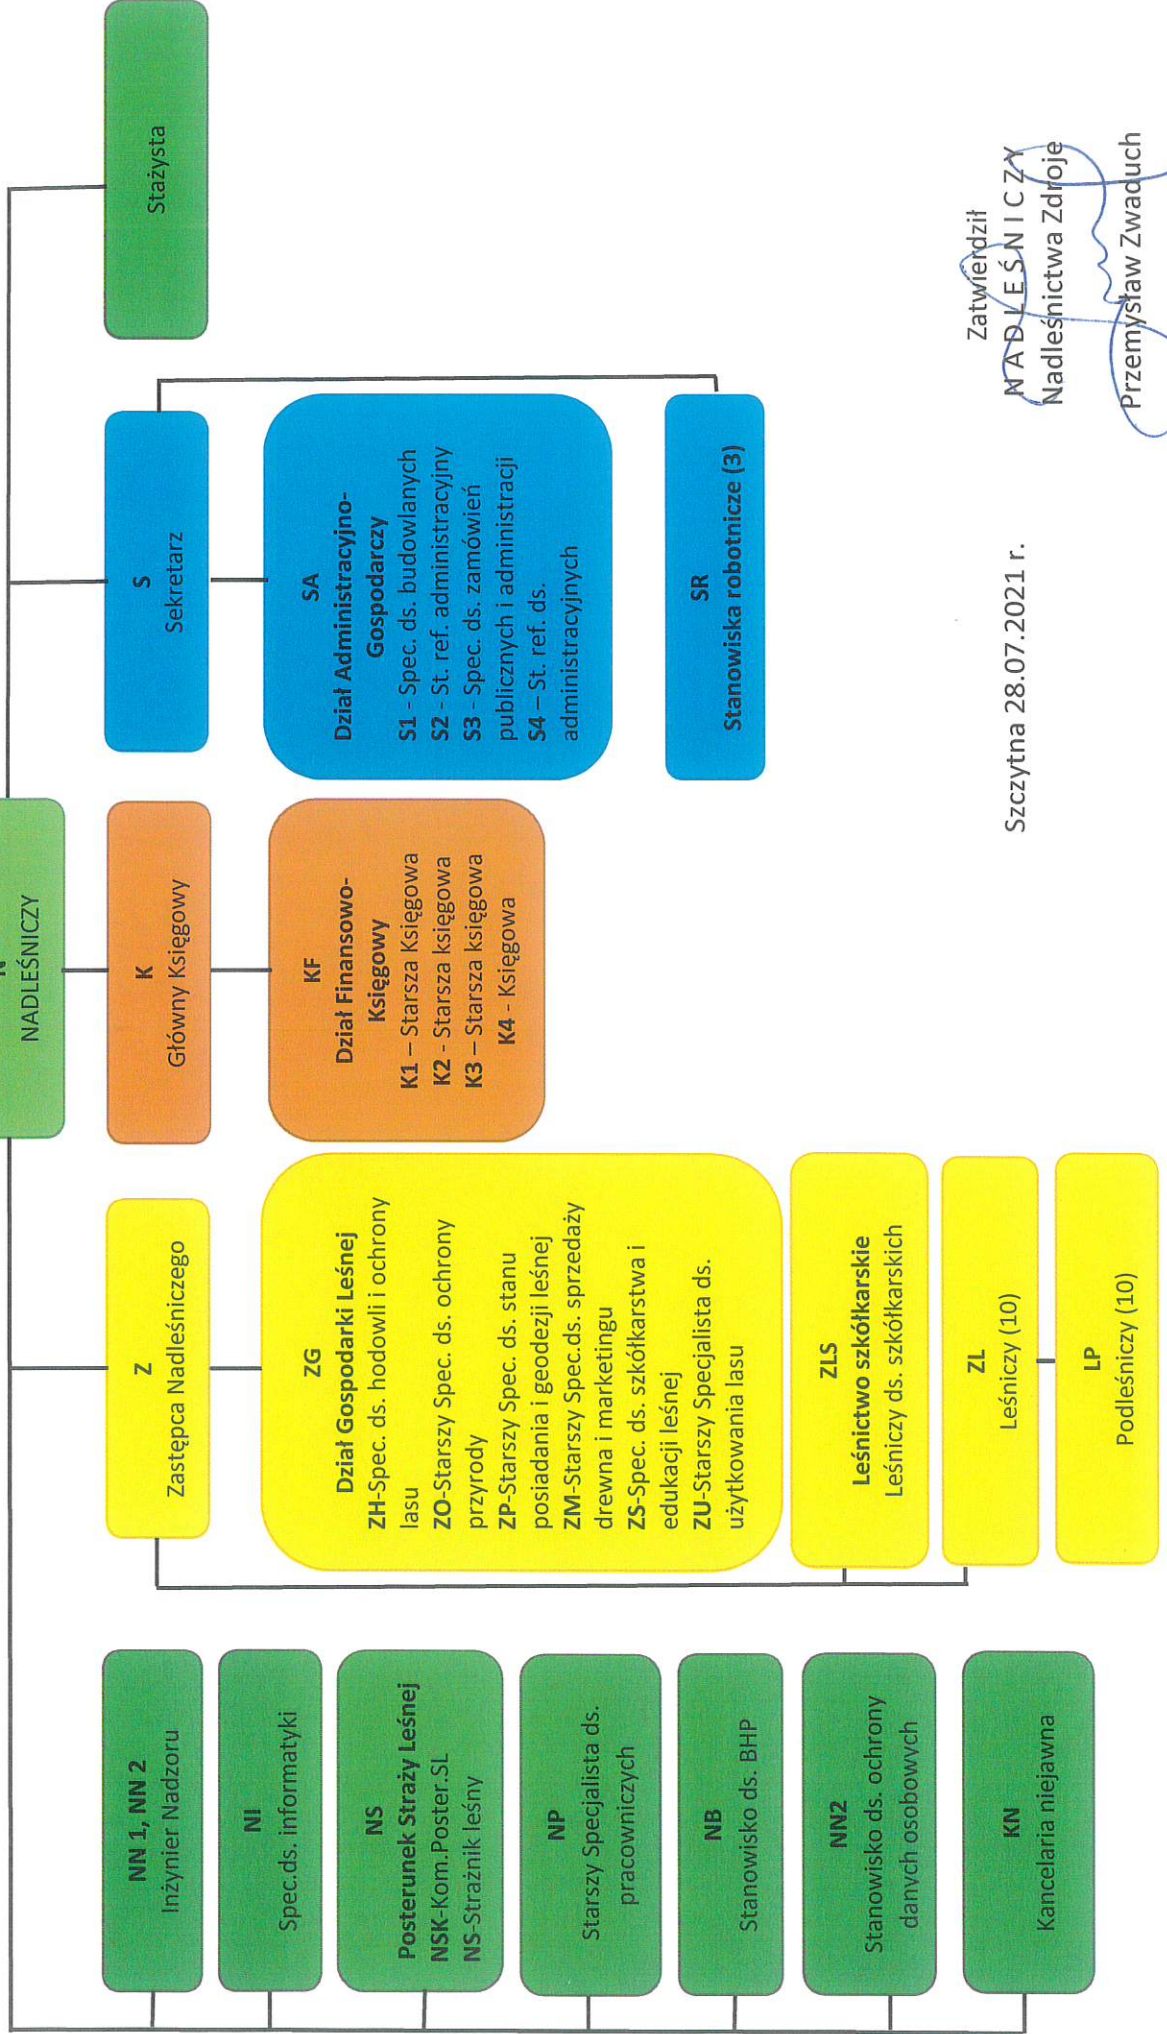 N
NADLEŚNICZY
NN 1, NN 2
Inżynier Nadzoru
NI
Spec.ds. informatyki
NS
Posterunek Straży Leśnej
NSK-Kom.Poster.SL
NS-Strażnik leśny
NP
Starszy Specjalista ds.
pracowniczych
NB
Stanowisko ds. BHP
NN2
Stanowisko ds. ochrony
danych osobowych
KN
Kancelaria niejawna
Z
Zastępca Nadleśniczego
ZG
Dział Gospodarki Leśnej
ZH-Spec. ds. hodowli i ochrony
lasu
ZO-Starszy Spec. ds. ochrony
przyrody
ZP-Starszy Spec. ds. stanu
posiadania i geodezji leśnej
ZM-Starszy Spec.ds. sprzedaży
drewna i marketingu
ZS-Spec. ds. szkółkarstwa i
edukacji leśnej
ZU-Starszy Specjalista ds.
użytkowania lasu
ZLS
Leśnictwo szkółkarskie
Leśniczy ds. szkółkarskich
ZL
Leśniczy (10)
LP
Podleśniczy (10)
K
Główny Księgowy
KF
Dział Finansowo-
Księgowy
K1 – Starsza Księgowa
K2 - Starsza księgowa
K3 – Starsza księgowa
K4 - Księgowa
S
Sekretarz
SA
Dział Administracyjno-
Gospodarczy
S1 - Spec. ds. budowlanych
S2 - St. ref. administracyjny
S3 - Spec. ds. zamówień
publicznych i administracji
S4 – St. ref. ds.
administracyjnych
SR
Stanowiska robotnicze (3)
Stażysta
Szczytna 28.07.2021 r.
Zatwierdził
NADLEŚNICZY
Nadleśnictwa Zdroje
Przemysław Zwaduch